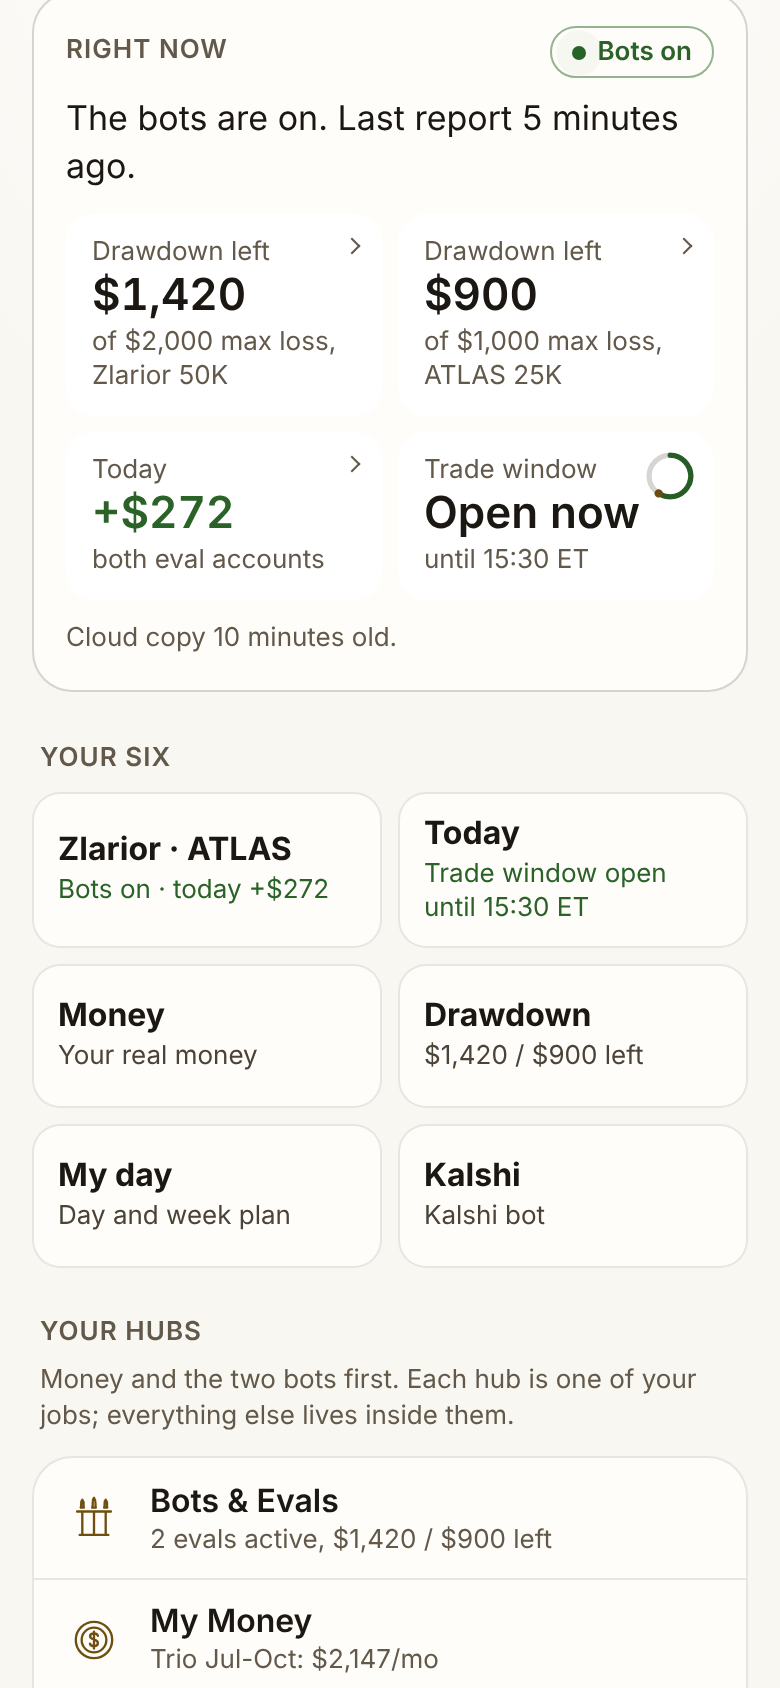 RIGHT NOW
Bots on
The bots are on. Last report 5 minutes
ago.
Drawdown left
$1,420
of $2,000 max loss,
Zlarior 50K
Drawdown left
$900
of $1,000 max loss,
ATLAS 25K
Today
+$272
both eval accounts
Trade window
Open now
until 15:30 ET
Cloud copy 10 minutes old.
YOUR SIX
Zlarior · ATLAS
Bots on · today +$272
Today
Trade window open
until 15:30 ET
Money
Your real money
Drawdown
$1,420 / $900 left
My day
Day and week plan
Kalshi
Kalshi bot
YOUR HUBS
Money and the two bots first. Each hub is one of your
jobs; everything else lives inside them.
Bots & Evals
2 evals active, $1,420 / $900 left
My Money
Trio Jul-Oct: $2,147/mo